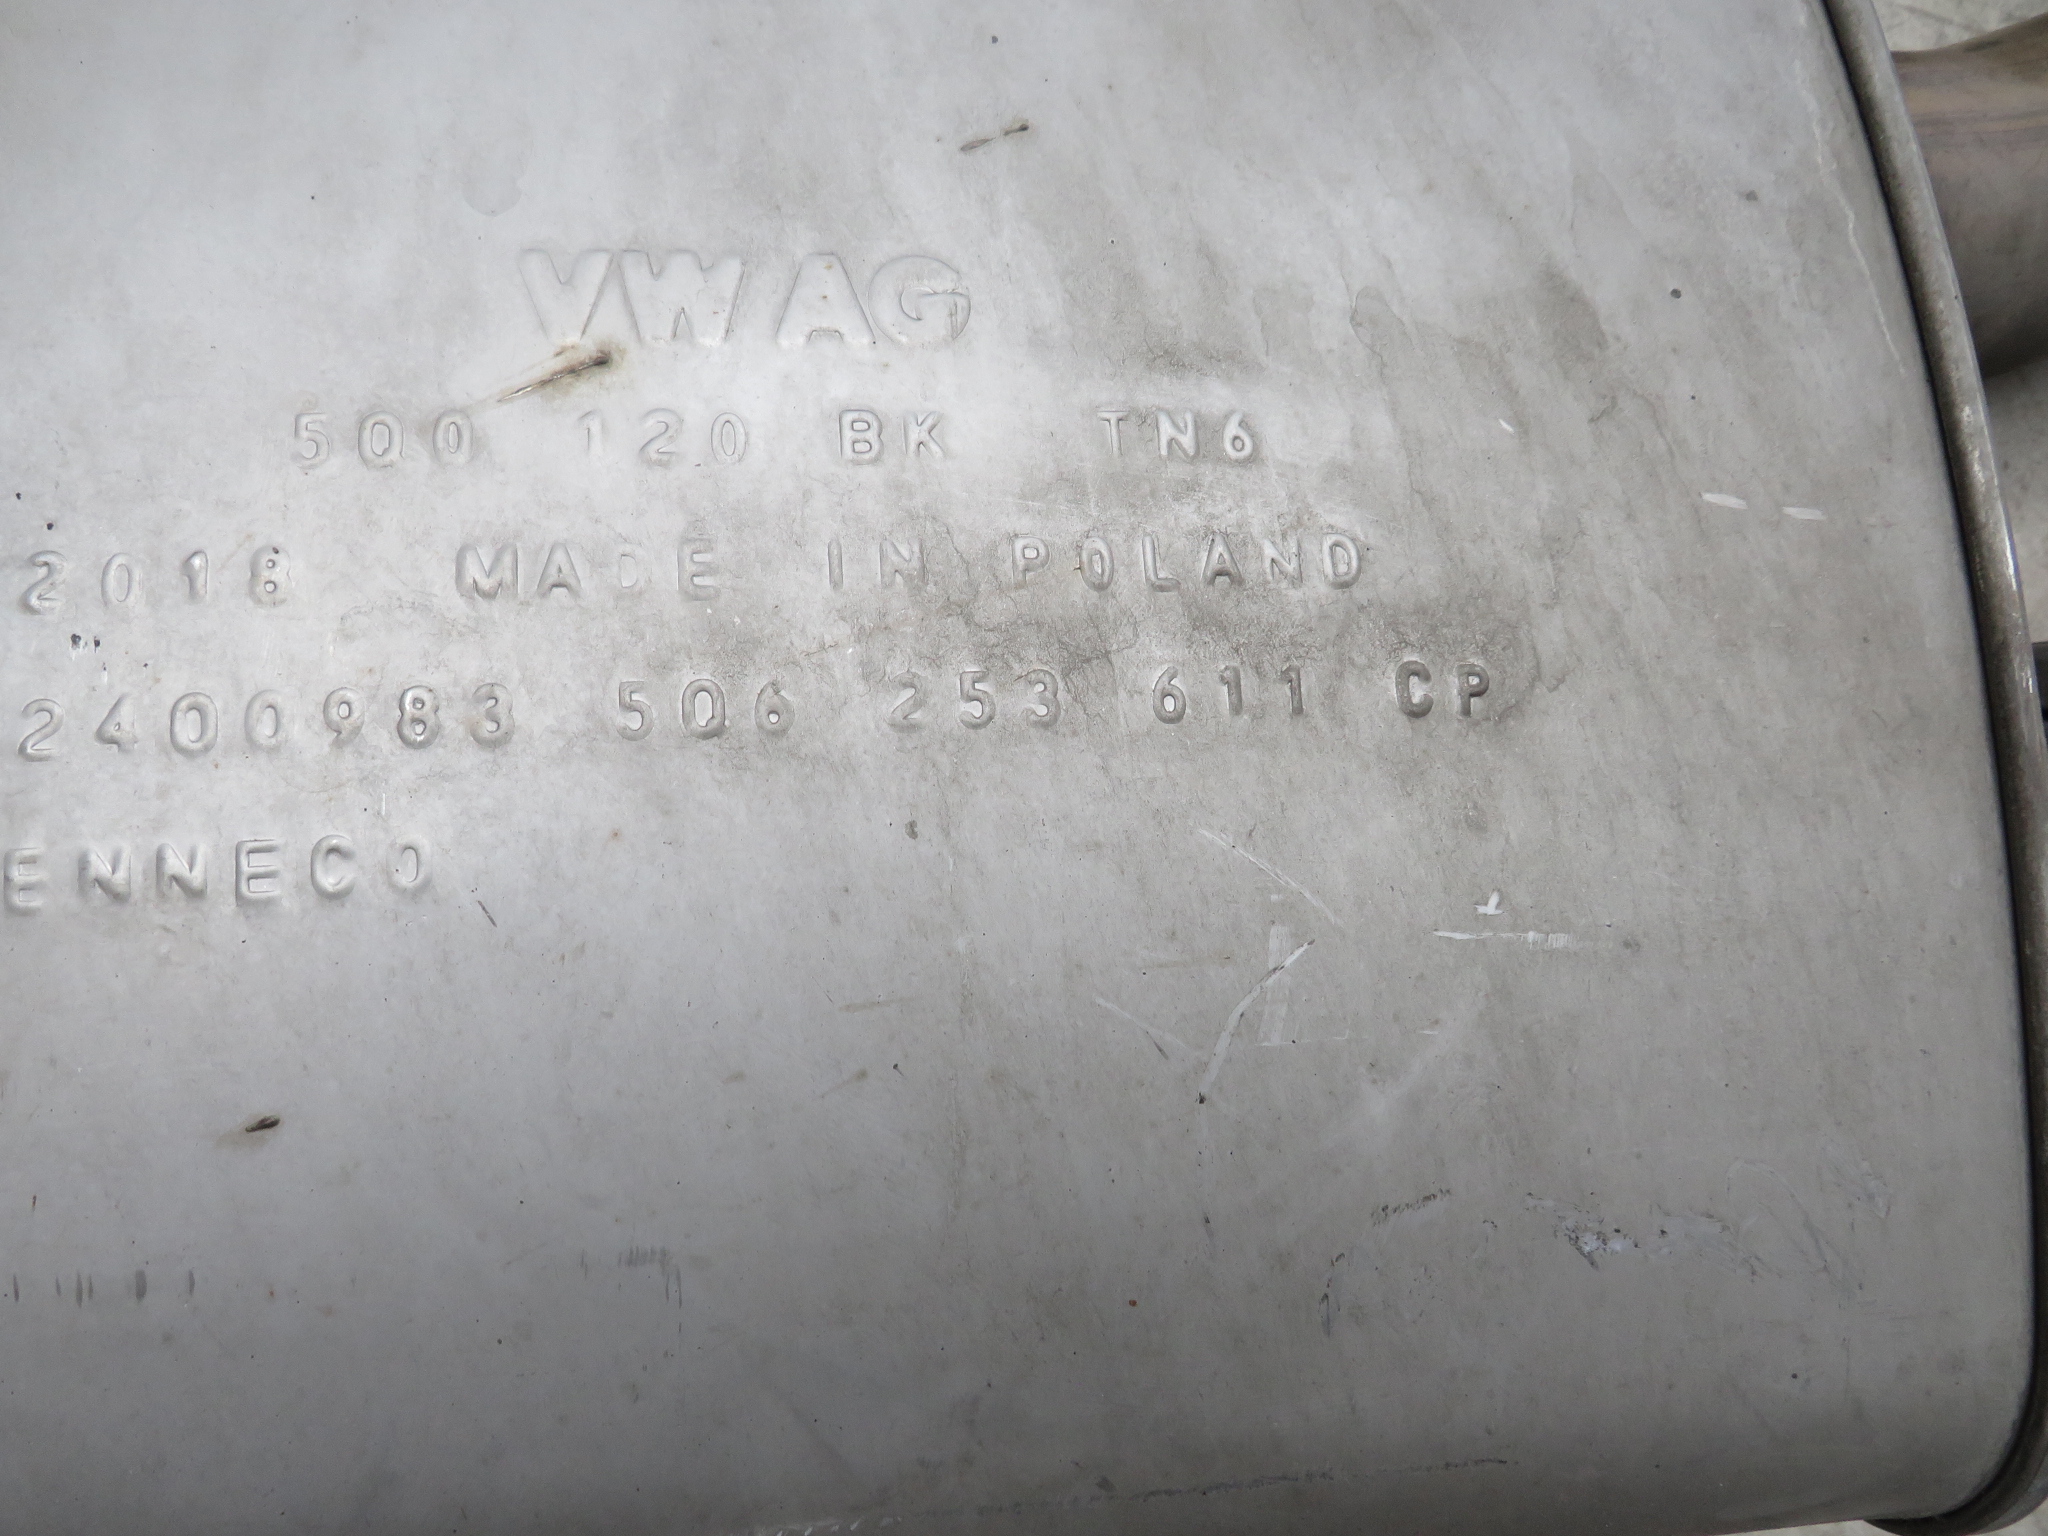 VW AG
5Q0 120 BK TN6
2018 MADE IN POLAND
2400983 5Q6 253 611 CP
ENNECO